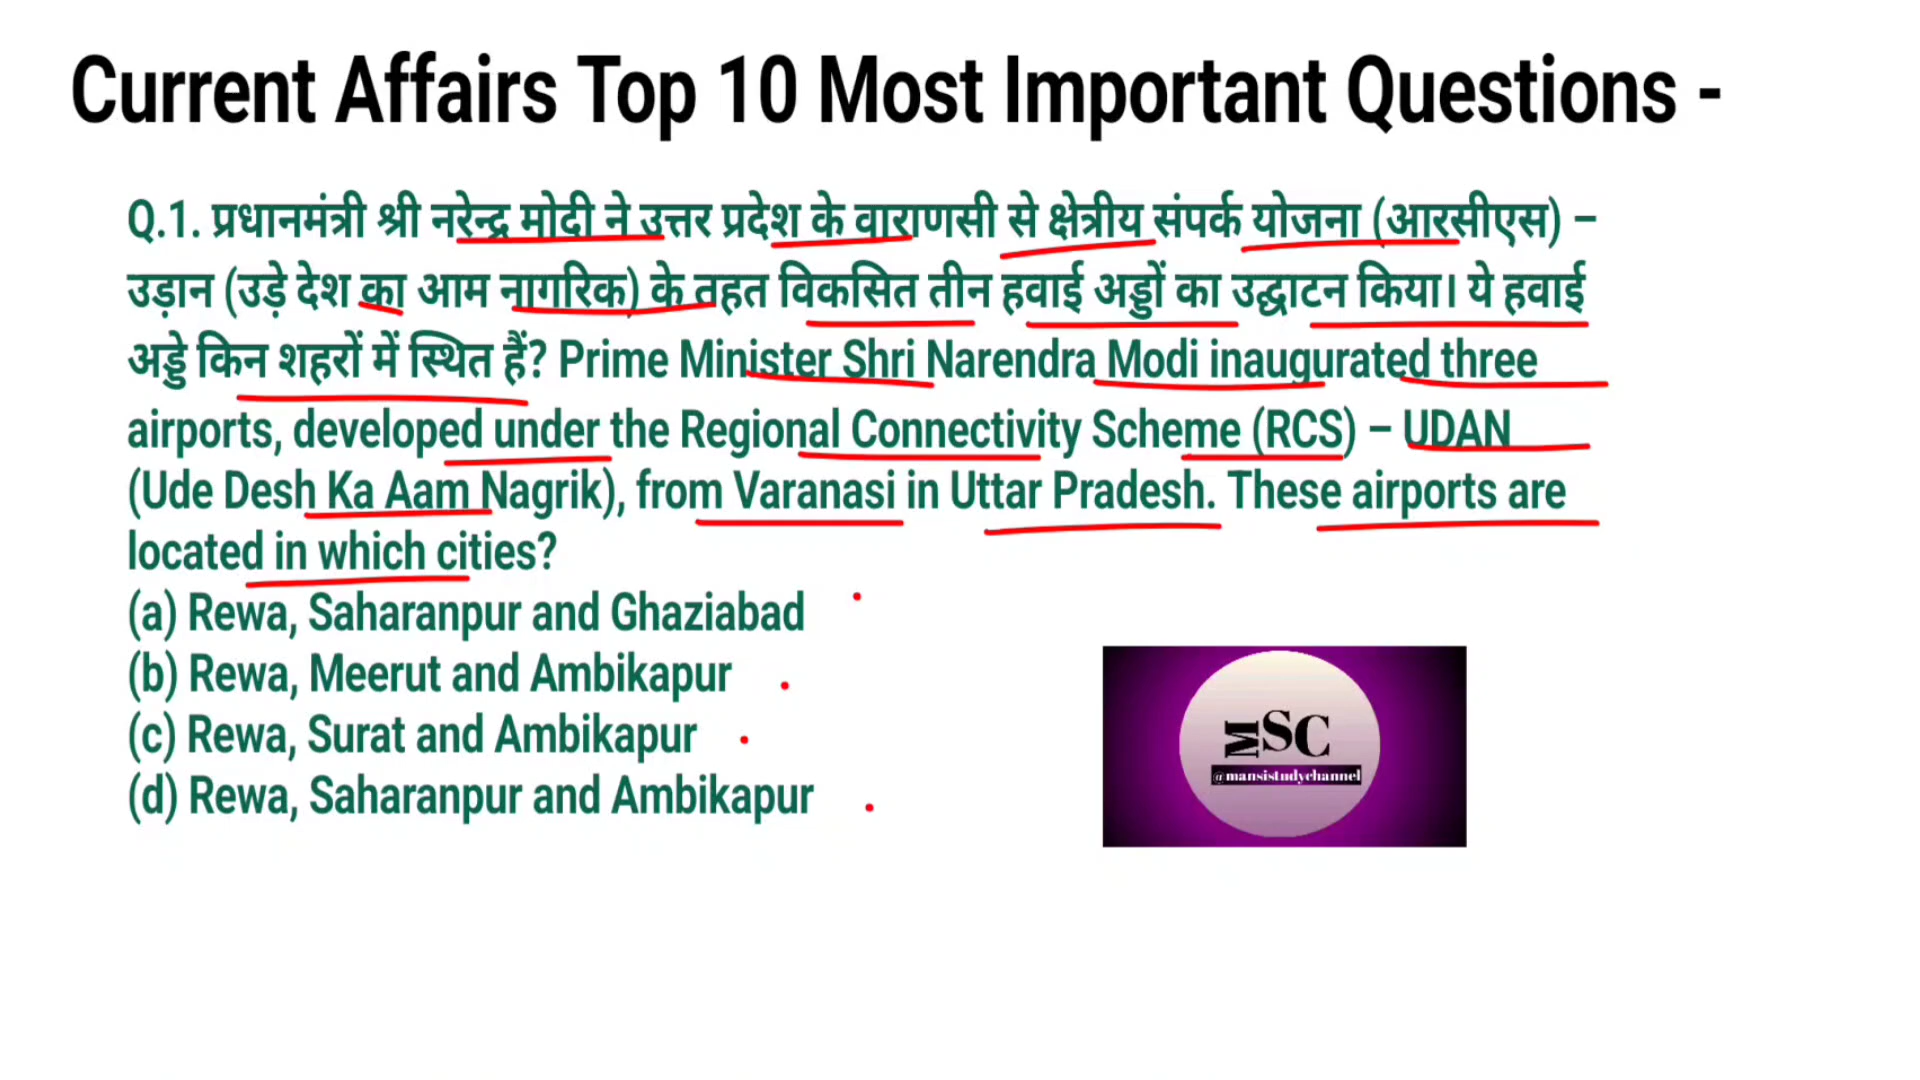 Current Affairs Top 10 Most Important Questions -
Q.1. प्रधानमंत्री श्री नरेन्द्र मोदी ने उत्तर प्रदेश के वाराणसी से क्षेत्रीय संपर्क योजना (आरसीएस) –
उड़ान (उड़े देश का आम नागरिक) के तहत विकसित तीन हवाई अड्डों का उद्घाटन किया। ये हवाई
अड्डे किन शहरों में स्थित हैं? Prime Minister Shri Narendra Modi inaugurated three
airports, developed under the Regional Connectivity Scheme (RCS) – UDAN
(Ude Desh Ka Aam Nagrik), from Varanasi in Uttar Pradesh. These airports are
located in which cities?
(a) Rewa, Saharanpur and Ghaziabad
(b) Rewa, Meerut and Ambikapur
(c) Rewa, Surat and Ambikapur
(d) Rewa, Saharanpur and Ambikapur
MSC
@mansistudychannel